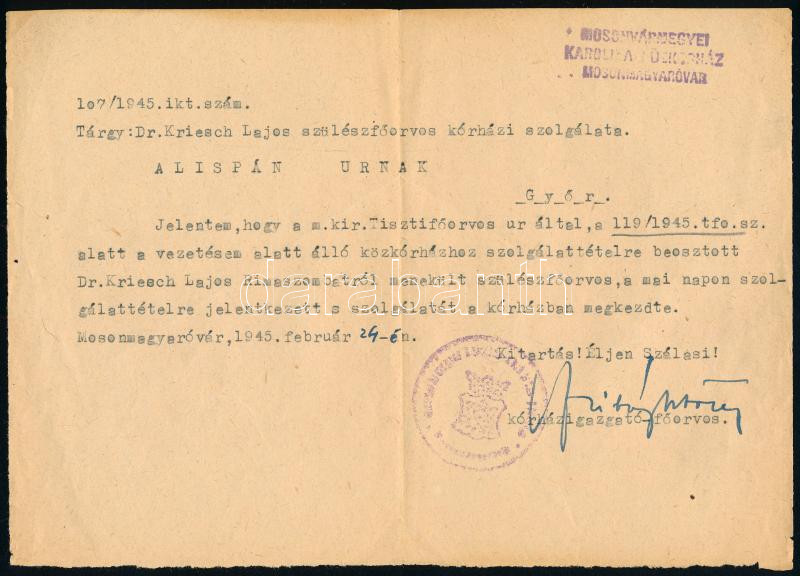 MOSONVÁRMEGYEI
KAROLINA KÖZKÓRHÁZ
MOSONMAGYARÓVÁR
107/1945.ikt.szám.
Tárgy:Dr.Kriesch Lajos szülészfőorvos kórházi szolgálata.
ALISPÁN URNAK
Győr.
Jelentem,hogy a m.kir.Tisztifőorvos ur által,a 119/1945.tfo.sz.
alatt a vezetésem alatt álló közkórházhoz szolgálattételre beosztott
Dr.Kriesch Lajos Rimaszombatról menekült szülészfőorvos,a mai napon szol-
gálattételre jelentkezett s szolgálatát a kórházban megkezdte.
Mosonmagyaróvár,1945.február 24-én.
Kitartás!Éljen Szálasi!
kórházigazgató-főorvos.
darabanth